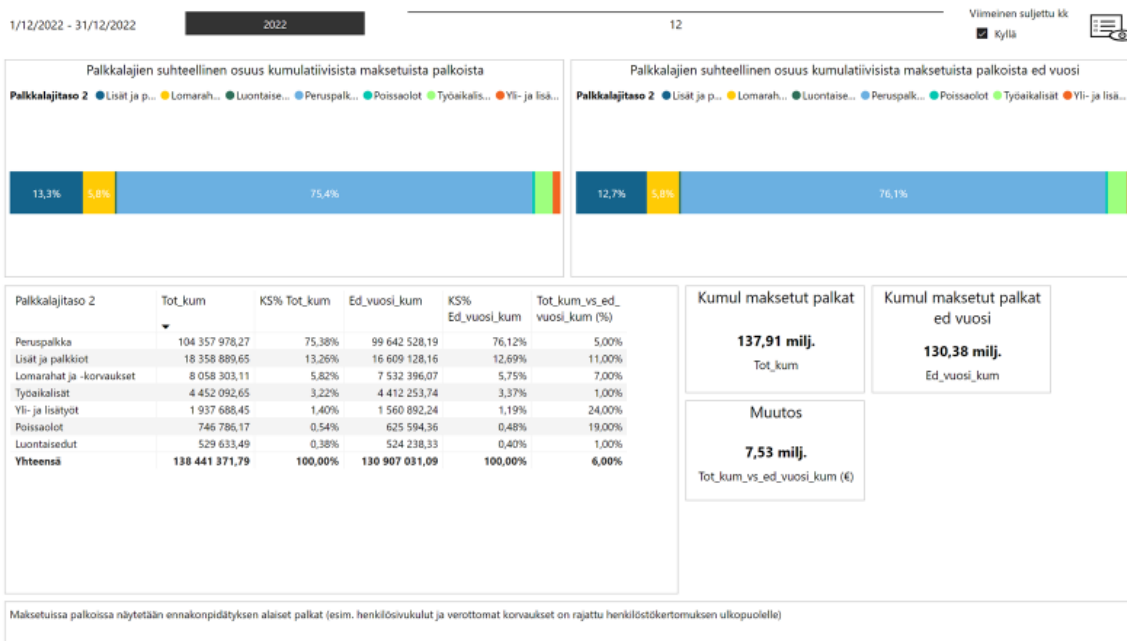 1/12/2022 - 31/12/2022
2022
12
Viimeinen suljettu kk
Kyllä
Palkkalajien suhteellinen osuus kumulatiivisista maksetuista palkoista
Palkkalajitaso 2 Lisät ja p... Lomarah... Luontaise... Peruspalk... Poissaolot Työaikalis... Yli- ja lisä...
13,3% 5,8% 75,4%
Palkkalajien suhteellinen osuus kumulatiivisista maksetuista palkoista ed vuosi
Palkkalajitaso 2 Lisät ja p... Lomarah... Luontaise... Peruspalk... Poissaolot Työaikalisät Yli- ja lisä...
12,7% 5,8% 76,1%
Palkkalajitaso 2 Tot_kum KS% Tot_kum Ed_vuosi_kum KS% Tot_kum_vs_ed_
Ed_vuosi_kum vuosi_kum (%)
Peruspalkka 104 357 978,27 75,38% 99 642 528,19 76,12% 5,00%
Lisät ja palkkiot 18 358 889,65 13,26% 16 609 128,16 12,69% 11,00%
Lomarahat ja -korvaukset 8 058 303,11 5,82% 7 532 396,07 5,75% 7,00%
Työaikalisät 4 452 092,65 3,22% 4 412 253,74 3,37% 1,00%
Yli- ja lisätyöt 1 937 688,45 1,40% 1 560 892,24 1,19% 24,00%
Poissaolot 746 786,17 0,54% 625 594,36 0,48% 19,00%
Luontaisedut 529 633,49 0,38% 524 238,33 0,40% 1,00%
Yhteensä 138 441 371,79 100,00% 130 907 031,09 100,00% 6,00%
Kumul maksetut palkat
137,91 milj.
Tot_kum
Kumul maksetut palkat
ed vuosi
130,38 milj.
Ed_vuosi_kum
Muutos
7,53 milj.
Tot_kum_vs_ed_vuosi_kum (€)
Maksetuissa palkoissa näytetään ennakonpidätyksen alaiset palkat (esim. henkilösivukulut ja verottomat korvaukset on rajattu henkilöstökertomuksen ulkopuolelle)